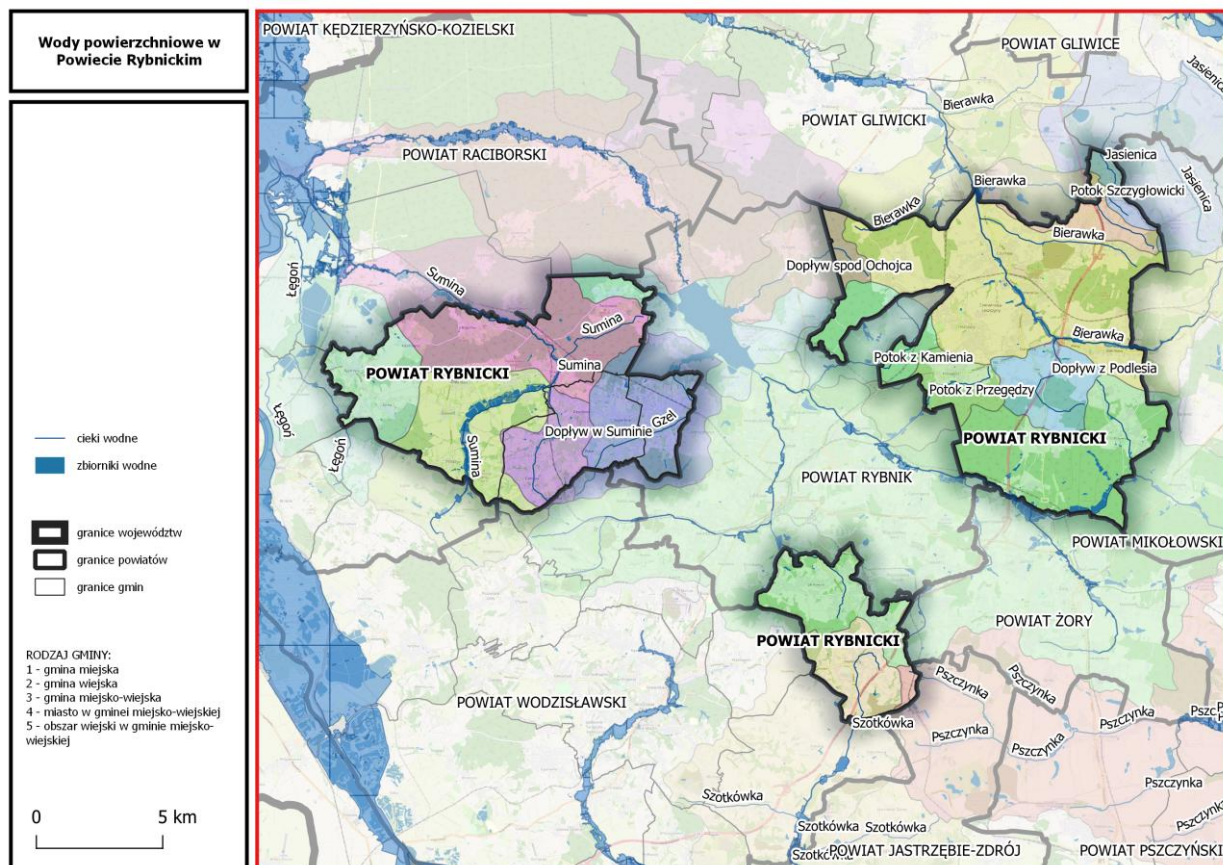 Wody powierzchniowe w
Powiecie Rybnickim
cieki wodne
zbiorniki wodne
granice województw
granice powiatów
granice gmin
RODZAJ GMINY:
1 - gmina miejska
2 - gmina wiejska
3 - gmina miejsko-wiejska
4 - miasto w gminei miejsko-wiejskiej
5 - obszar wiejski w gminie miejsko-
wiejskiej
0 5 km
POWIAT KĘDZIERZYŃSKO-KOZIELSKI
POWIAT GLIWICE
Jasienica
Bierawka
POWIAT GLIWICKI
POWIAT RACIBORSKI
Jasienica
Jasienica
Bierawka
Potok Szczygłowicki
Bierawka
Bierawka
Dopływ spod Ochojca
Łęgoń
Sumina
Sumina
Bierawka
Sumina
Potok z Kamienia
Dopływ z Podlesia
POWIAT RYBNICKI
Potok z Przegędzy
Łęgoń
Gzel
Dopływ w Suminie
POWIAT RYBNICKI
Łęgoń
Sumina
POWIAT RYBNIK
POWIAT MIKOŁOWSKI
POWIAT ŻORY
POWIAT RYBNICKI
Pszczynka
Pszczynka
POWIAT WODZISŁAWSKI
Szotkówka
Pszczynka
Pszczynka
Pszczynka
Pszczynka
Szotkówka
Pszczynka
Szotkówka
Szotkówka
Szotkówka
POWIAT JASTRZĘBIE-ZDRÓJ
POWIAT PSZCZYŃSKI